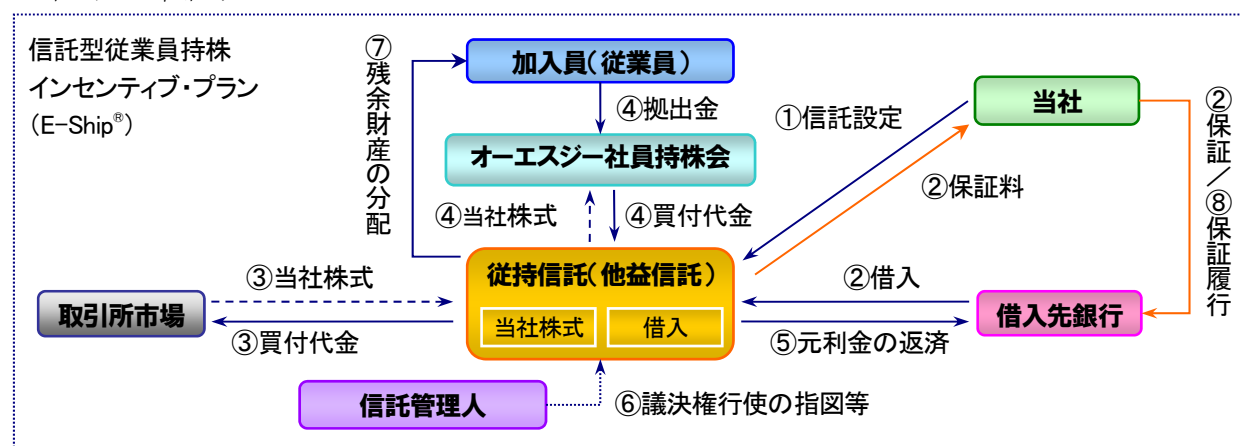 信託型従業員持株
インセンティブ・プラン
（E-Ship®）
⑦残余財産の分配
加入員（従業員）
④拠出金
オーエスジー社員持株会
④当社株式
④買付代金
①信託設定
②保証料
当社
②保証／⑧保証履行
従持信託（他益信託）
当社株式
借入
③当社株式
取引所市場
③買付代金
②借入
借入先銀行
⑤元利金の返済
信託管理人
⑥議決権行使の指図等